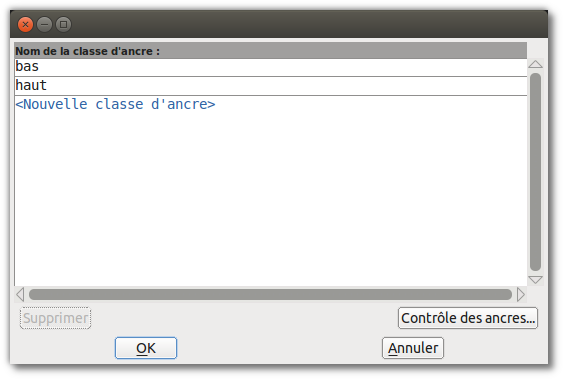 Nom de la classe d'ancre :
bas
haut
<Nouvelle classe d'ancre>
Supprimer
Contrôle des ancres...
OK
Annuler